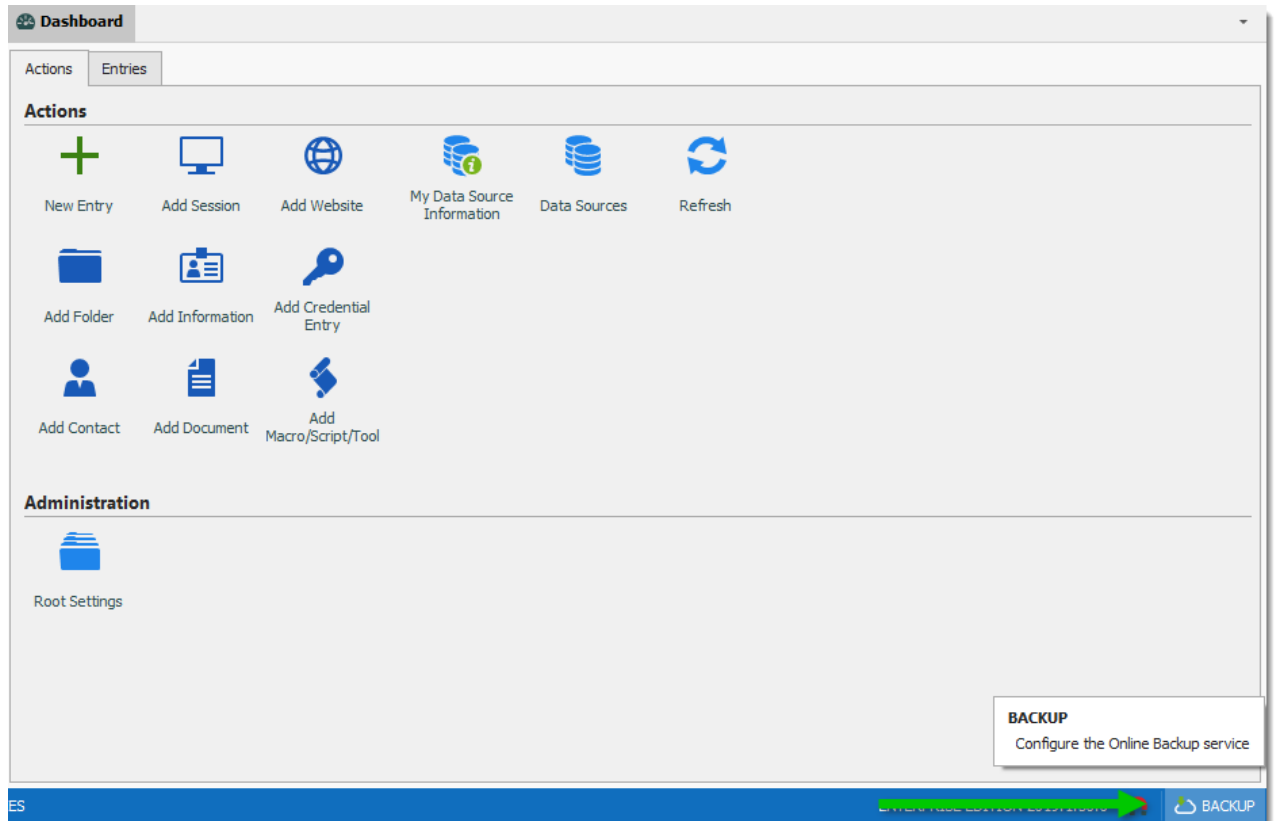 Dashboard
Actions Entries
Actions
New Entry Add Session Add Website My Data Source Information Data Sources Refresh
Add Folder Add Information Add Credential Entry
Add Contact Add Document Add Macro/Script/Tool
Administration
Root Settings
BACKUP
Configure the Online Backup service
ES
BACKUP